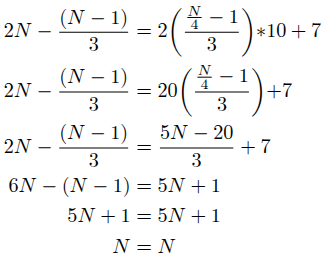 2N − (N − 1)/3 = 2((N/4 − 1)/3)*10 + 7
2N − (N − 1)/3 = 20((N/4 − 1)/3)+7
2N − (N − 1)/3 = (5N − 20)/3 + 7
6N − (N − 1) = 5N + 1
5N + 1 = 5N + 1
N = N